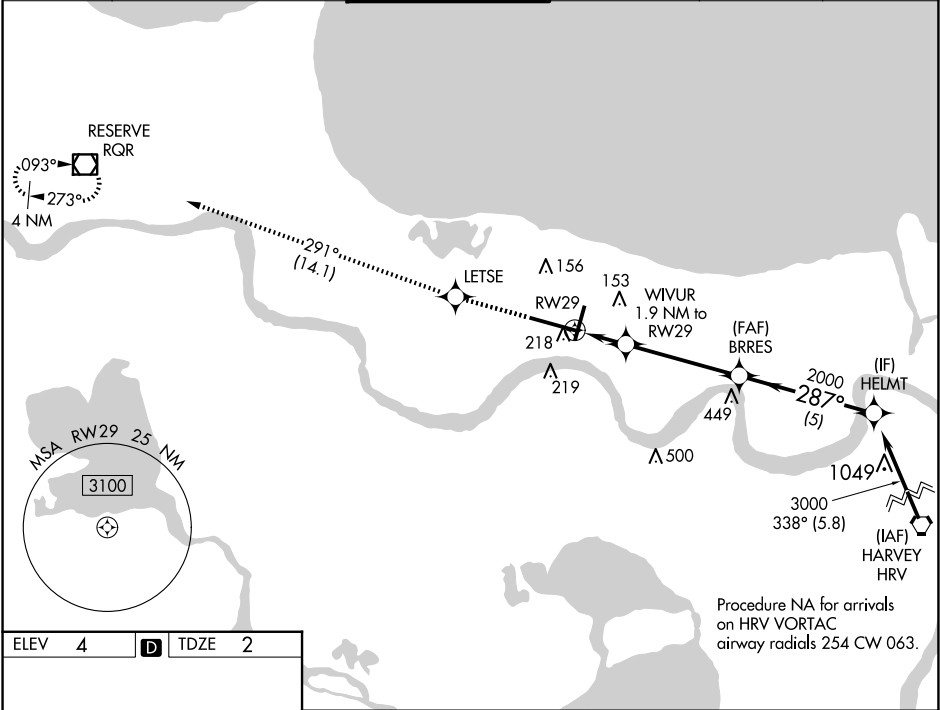 RESERVE
RQR
093°
273°
4 NM
291°
(14.1)
LETSE
156
153
RW29
WIVUR
1.9 NM to
RW29
218
219
(FAF)
BRRES
449
500
2000
287°
(5)
(IF)
HELMT
1049
3000
338° (5.8)
(IAF)
HARVEY
HRV
MSA RW29 25 NM
3100
Procedure NA for arrivals
on HRV VORTAC
airway radials 254 CW 063.
ELEV 4 D TDZE 2